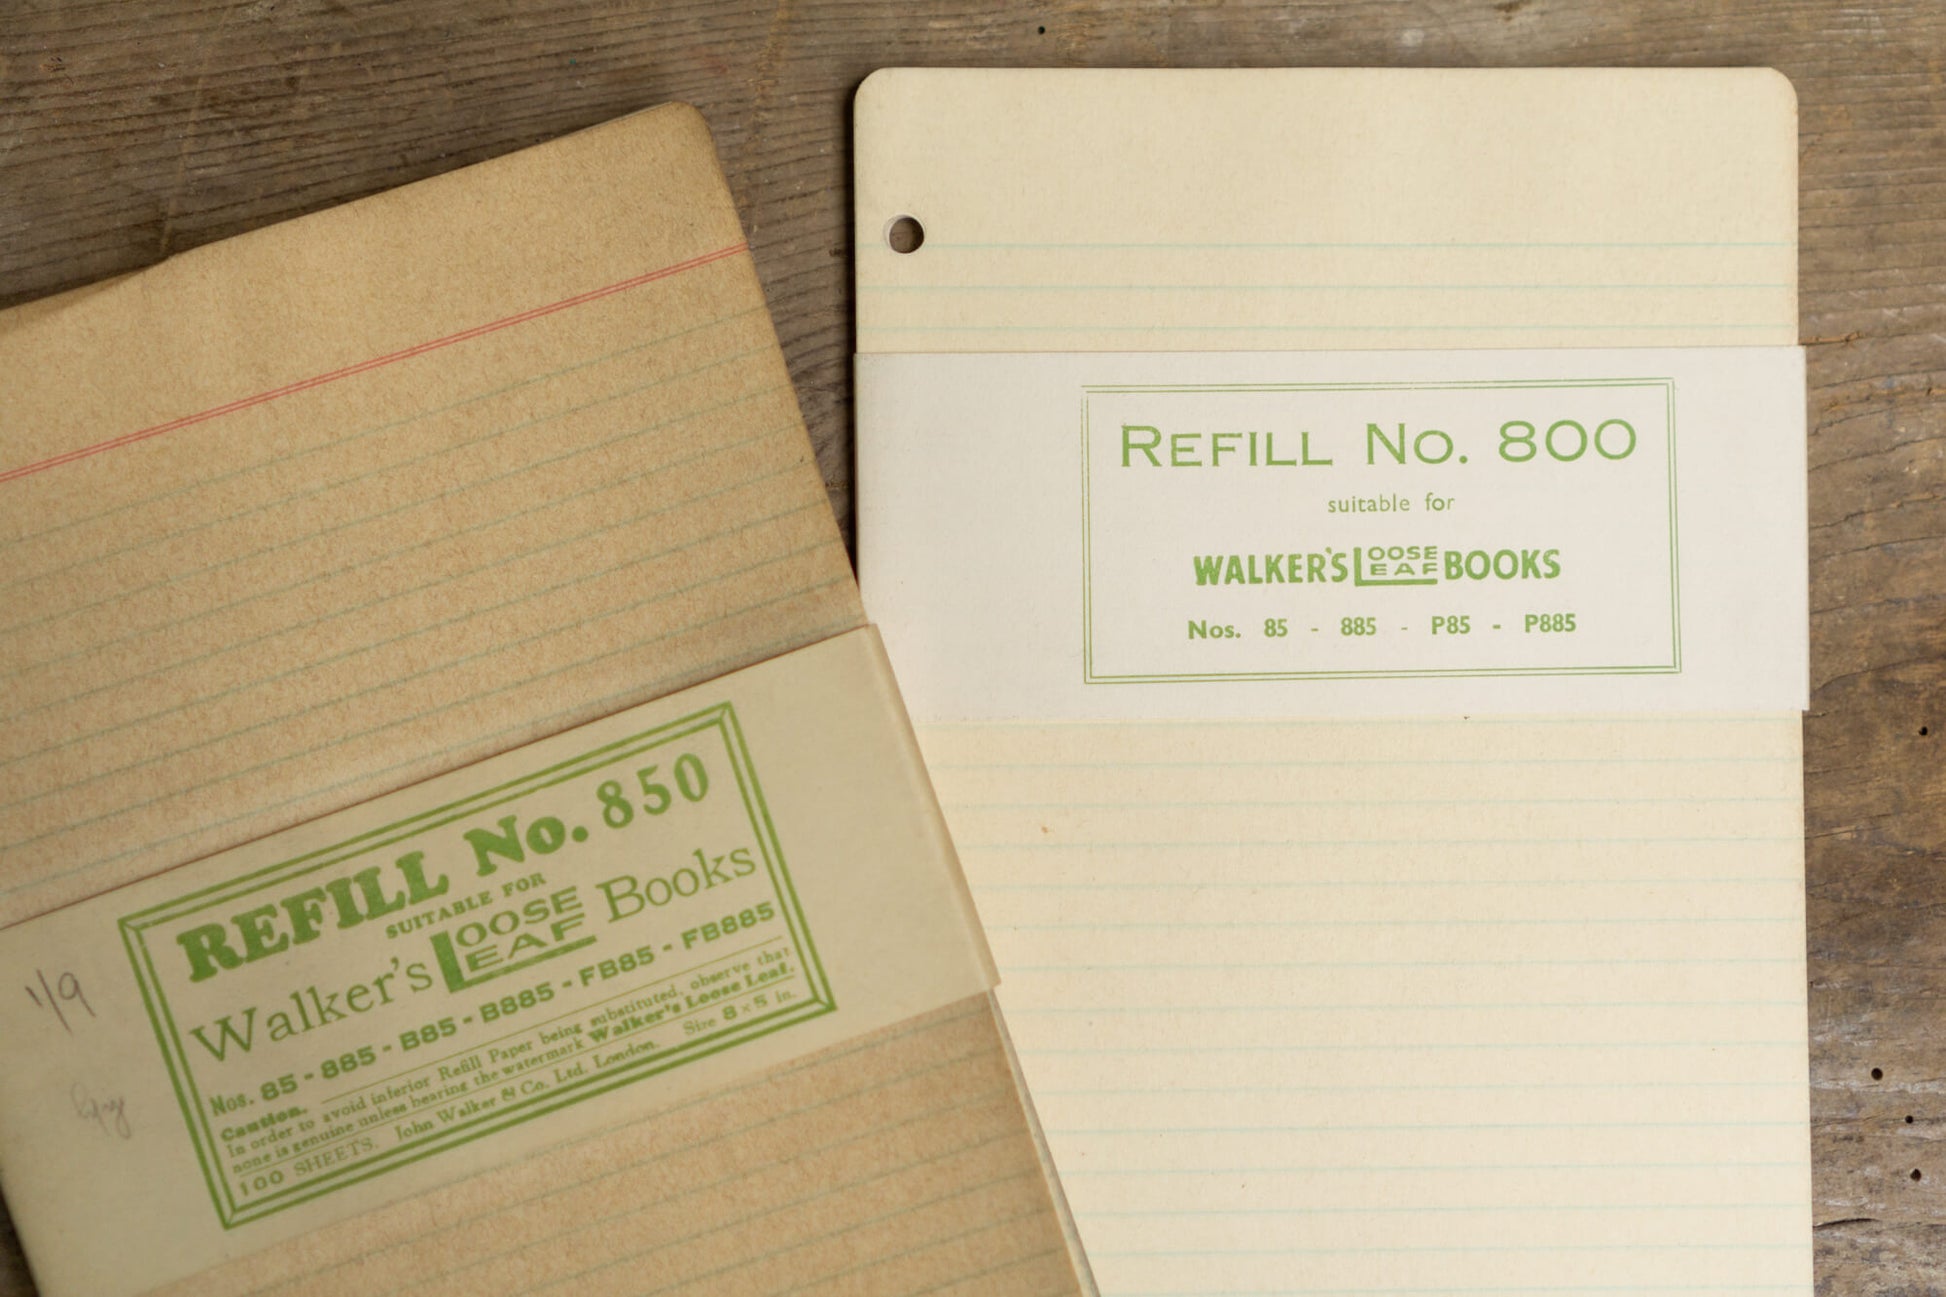 REFILL No. 850
SUITABLE FOR
Walker's LOOSE LEAF Books
Nos. 85 - 885 - B85 - B885 - FB85 - FB885
Caution.
In order to avoid inferior Refill Paper being substituted, observe that
none is genuine unless bearing the watermark Walker's Loose Leaf.
100 SHEETS. John Walker & Co. Ltd. London. Size 8 x 5 in.
1/9
REFILL No. 800
suitable for
WALKER'S LOOSE LEAF BOOKS
Nos. 85 - 885 - P85 - P885